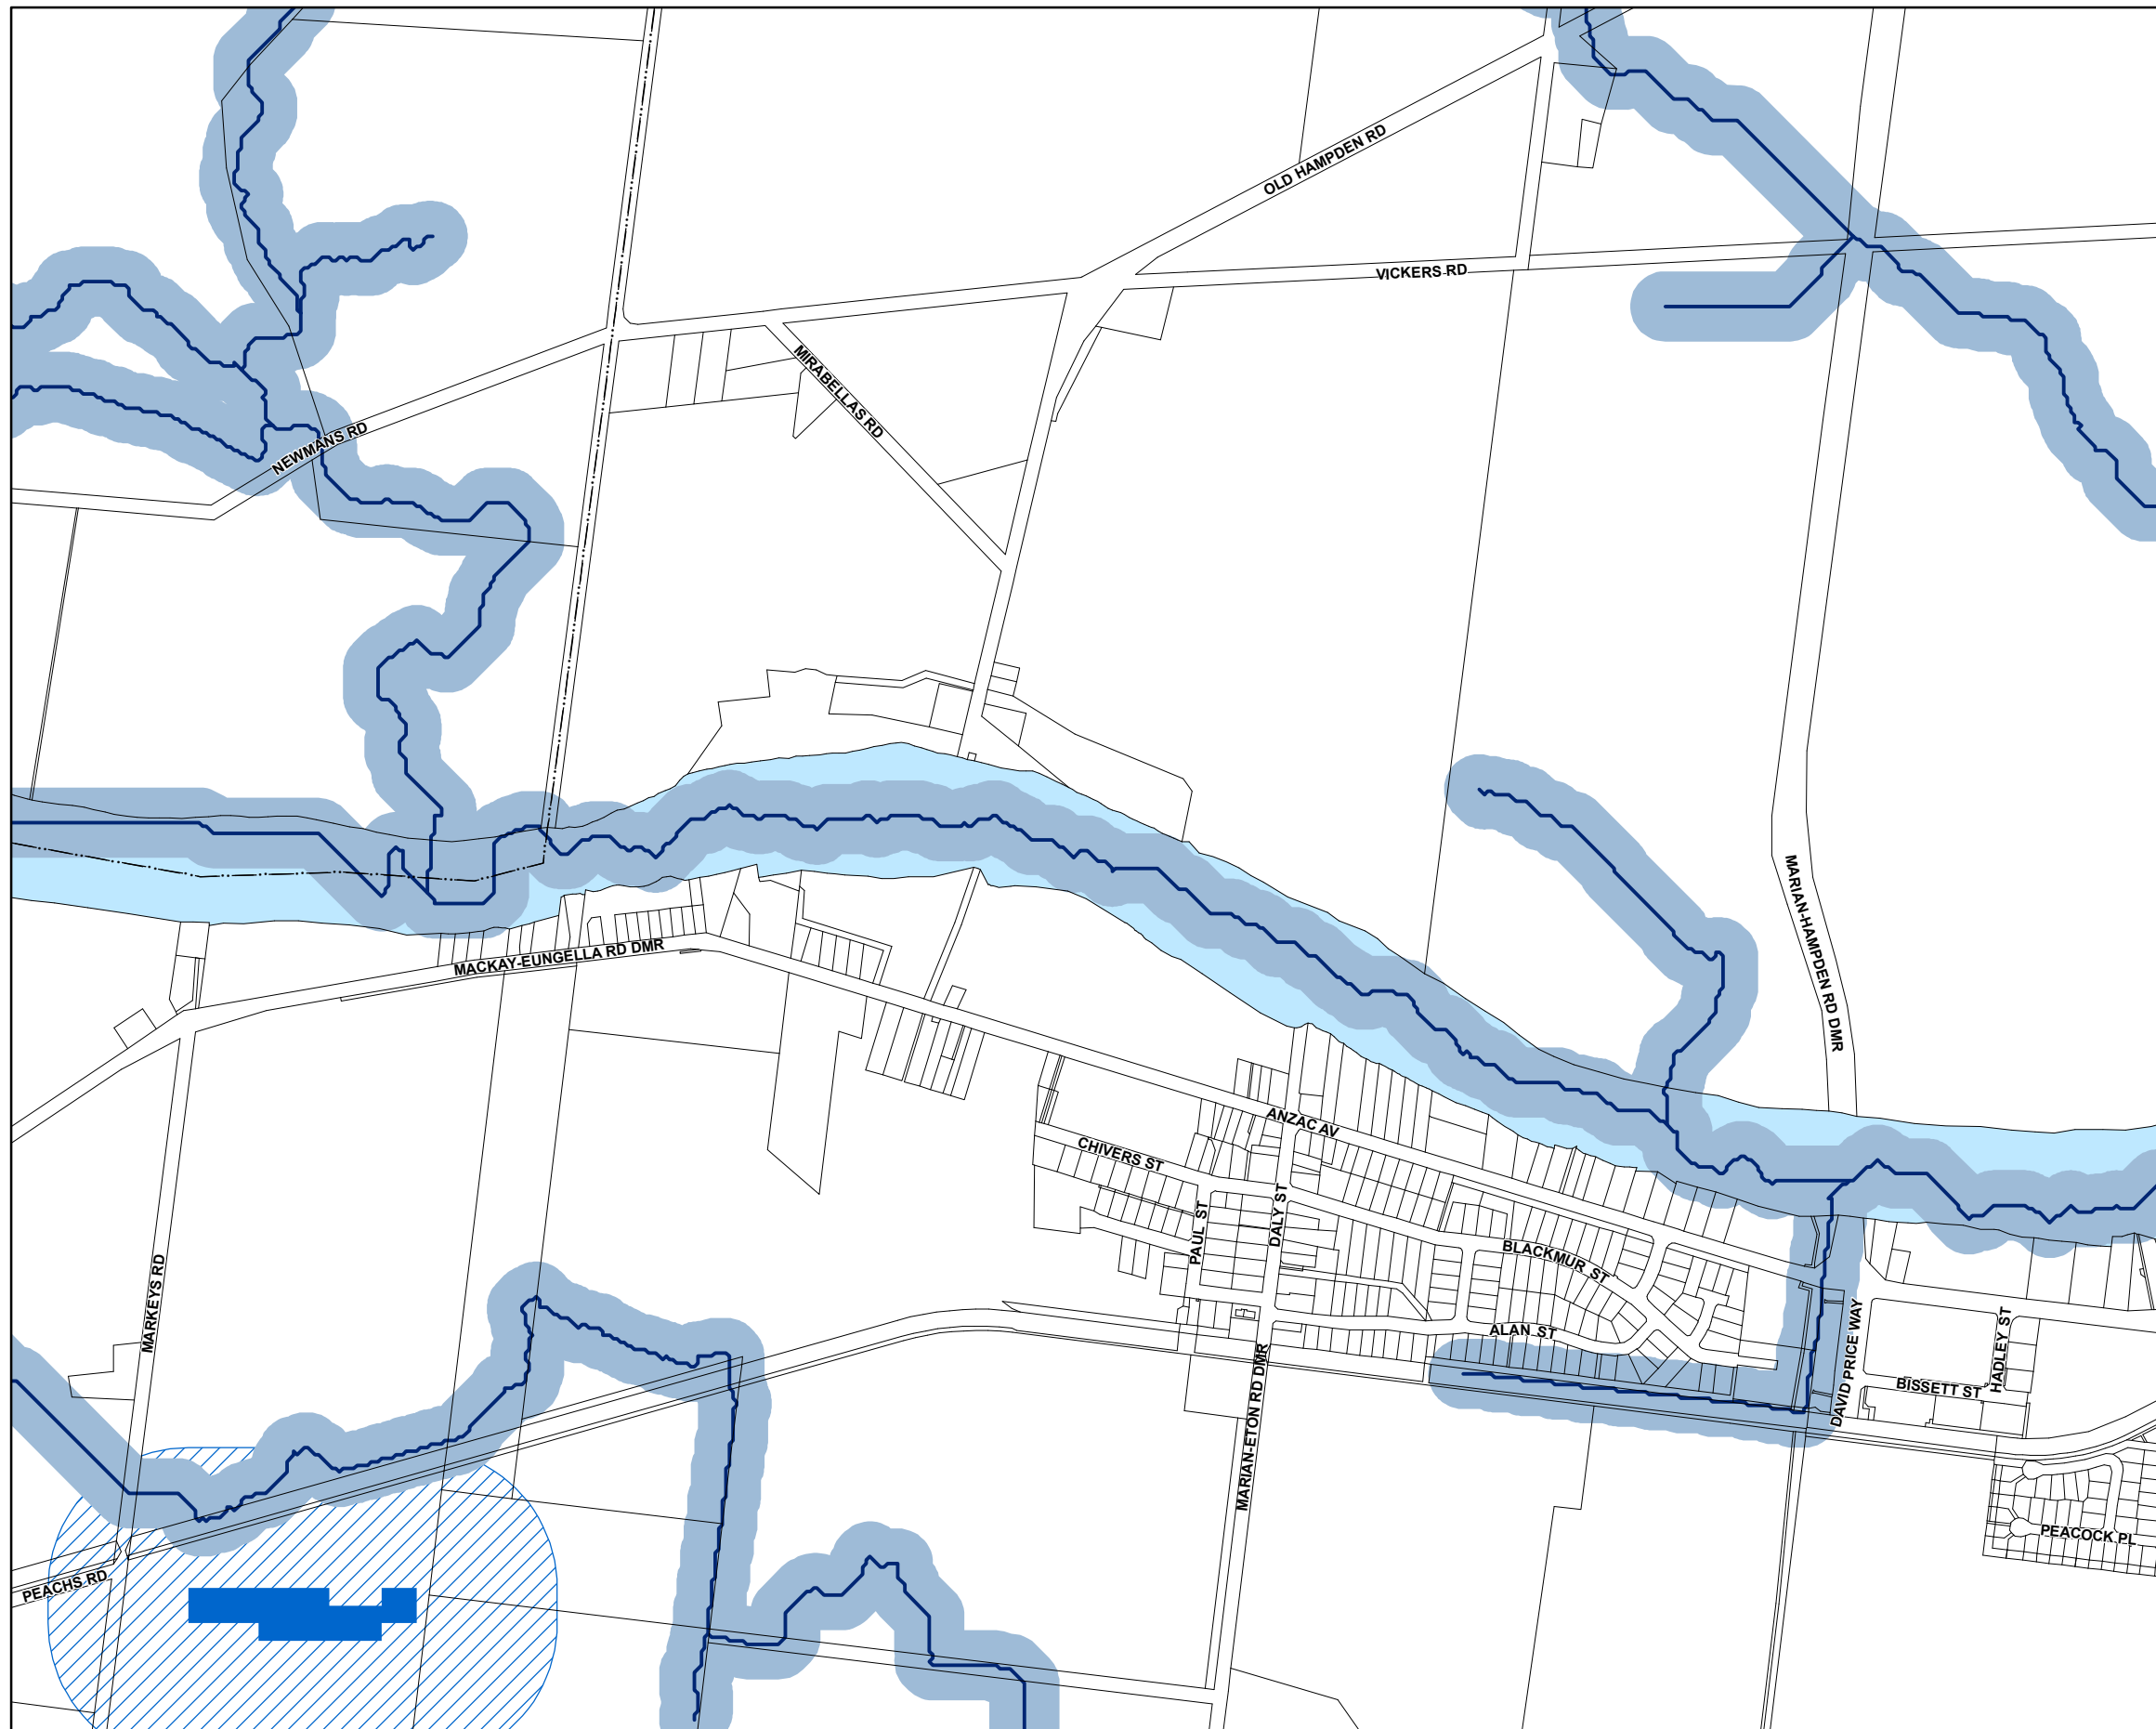 OLD HAMPDEN RD
VICKERS RD
MIRABELLAS RD
NEWMANS RD
MARIAN-HAMPDEN RD DMR
MACKAY-EUNGELLA RD DMR
ANZAC AV
CHIVERS ST
PAUL ST
DALY ST
BLACKMUR ST
MARKEYS RD
ALAN ST
DAVID PRICE WAY
HADLEY ST
BISSETT ST
MARIAN-ETON RD DMR
PEACOCK PL
PEACHS RD